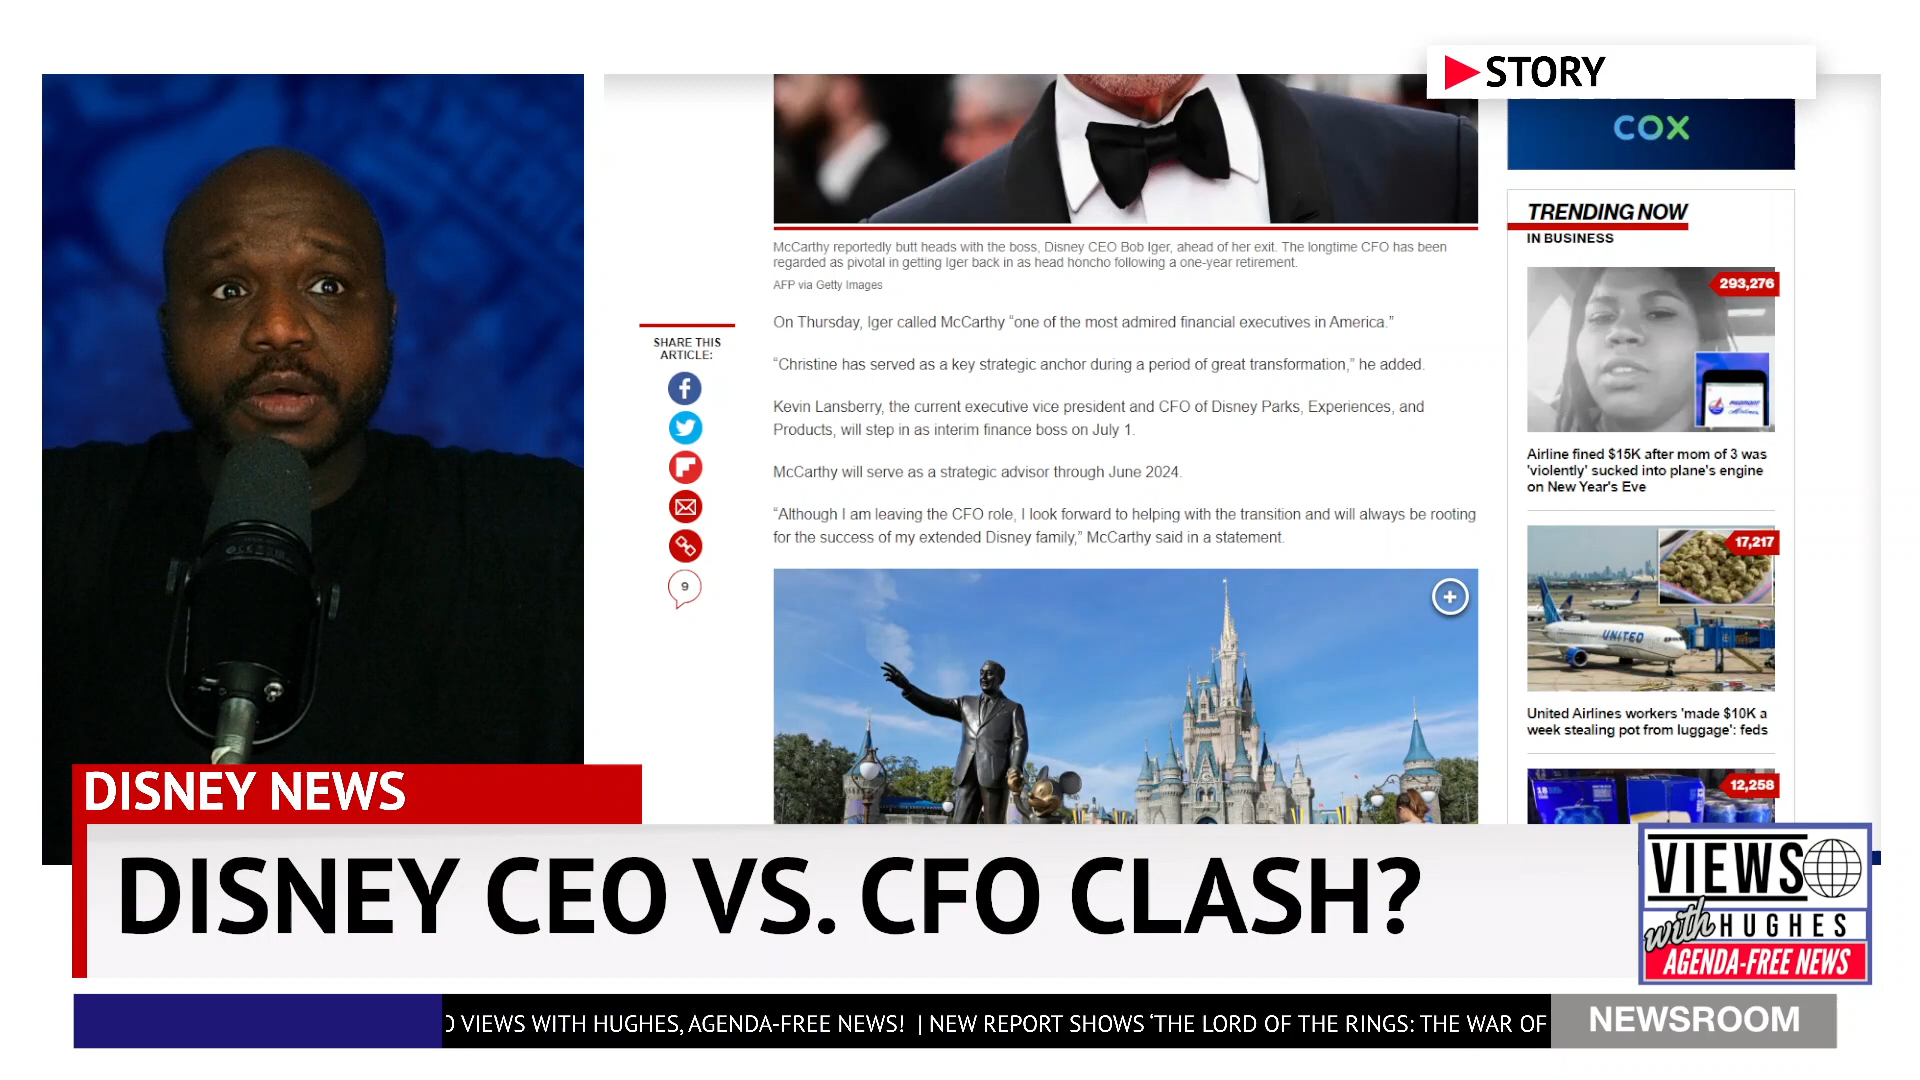 STORY
COX
McCarthy reportedly butt heads with the boss, Disney CEO Bob Iger, ahead of her exit. The longtime CFO has been
regarded as pivotal in getting Iger back in as head honcho following a one-year retirement.
AFP via Getty Images
SHARE THIS
ARTICLE:
9
On Thursday, Iger called McCarthy “one of the most admired financial executives in America.”
“Christine has served as a key strategic anchor during a period of great transformation,” he added.
Kevin Lansberry, the current executive vice president and CFO of Disney Parks, Experiences, and
Products, will step in as interim finance boss on July 1.
McCarthy will serve as a strategic advisor through June 2024.
“Although I am leaving the CFO role, I look forward to helping with the transition and will always be rooting
for the success of my extended Disney family,” McCarthy said in a statement.
TRENDING NOW
IN BUSINESS
293,276
Airline fined $15K after mom of 3 was
'violently' sucked into plane's engine
on New Year's Eve
17,217
UNITED
United Airlines workers 'made $10K a
week stealing pot from luggage': feds
12,258
DISNEY NEWS
DISNEY CEO VS. CFO CLASH?
VIEWS
with HUGHES
AGENDA-FREE NEWS
VIEWS WITH HUGHES, AGENDA-FREE NEWS! | NEW REPORT SHOWS ‘THE LORD OF THE RINGS: THE WAR OF
NEWSROOM